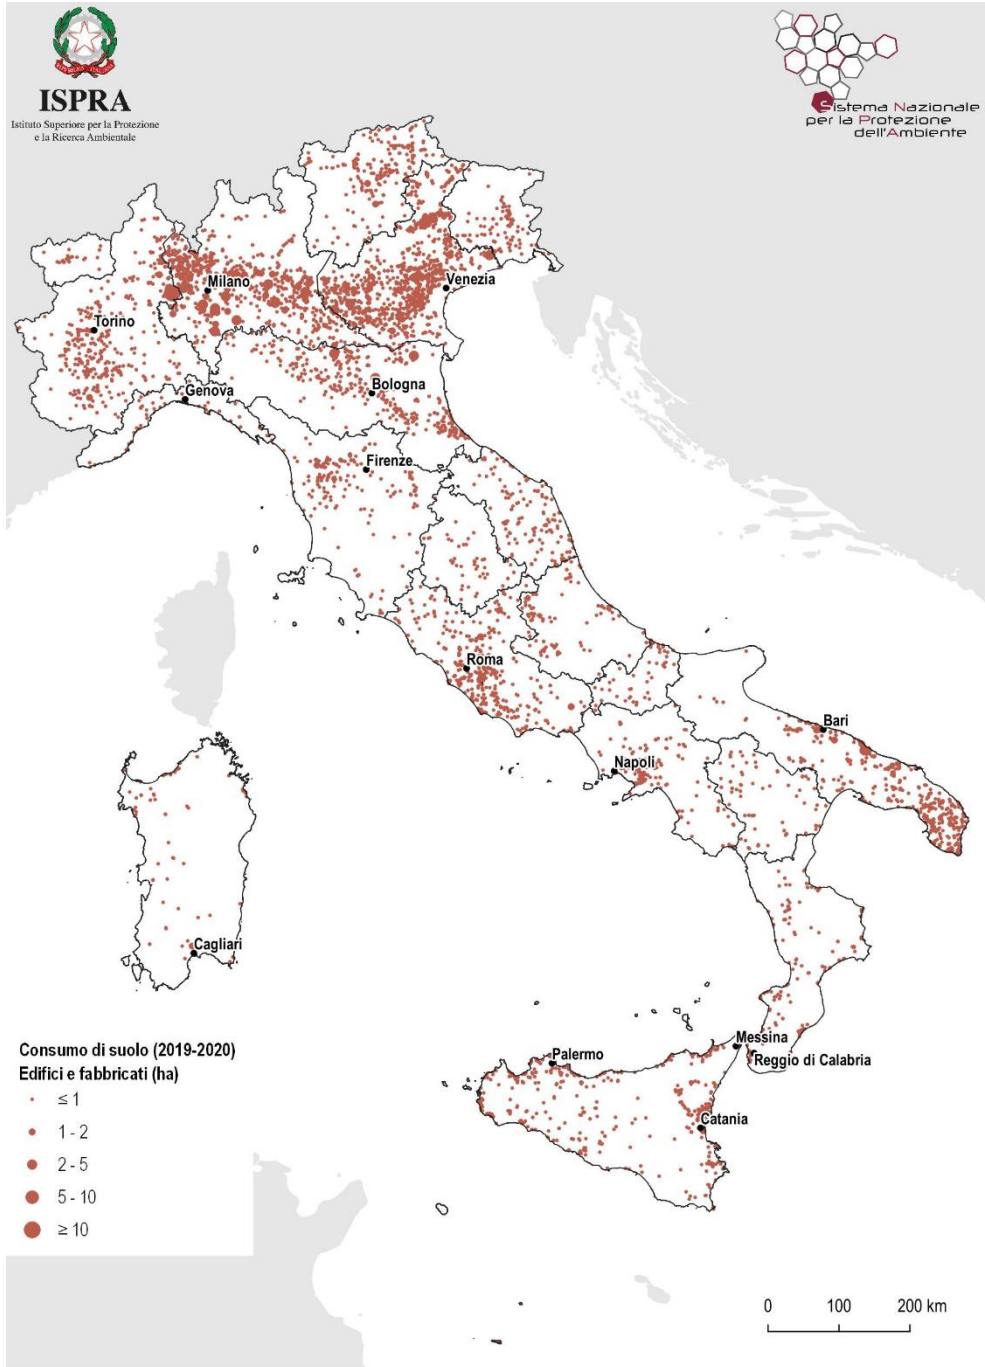 REPVBBLICA ITALIANA
ISPRA
Istituto Superiore per la Protezione
e la Ricerca Ambientale
Sistema Nazionale
per la Protezione
dell'Ambiente
Milano
Venezia
Torino
Genova
Bologna
Firenze
Roma
Bari
Napoli
Cagliari
Messina
Reggio di Calabria
Palermo
Catania
Consumo di suolo (2019-2020)
Edifici e fabbricati (ha)
≤ 1
1 - 2
2 - 5
5 - 10
≥ 10
0 100 200 km